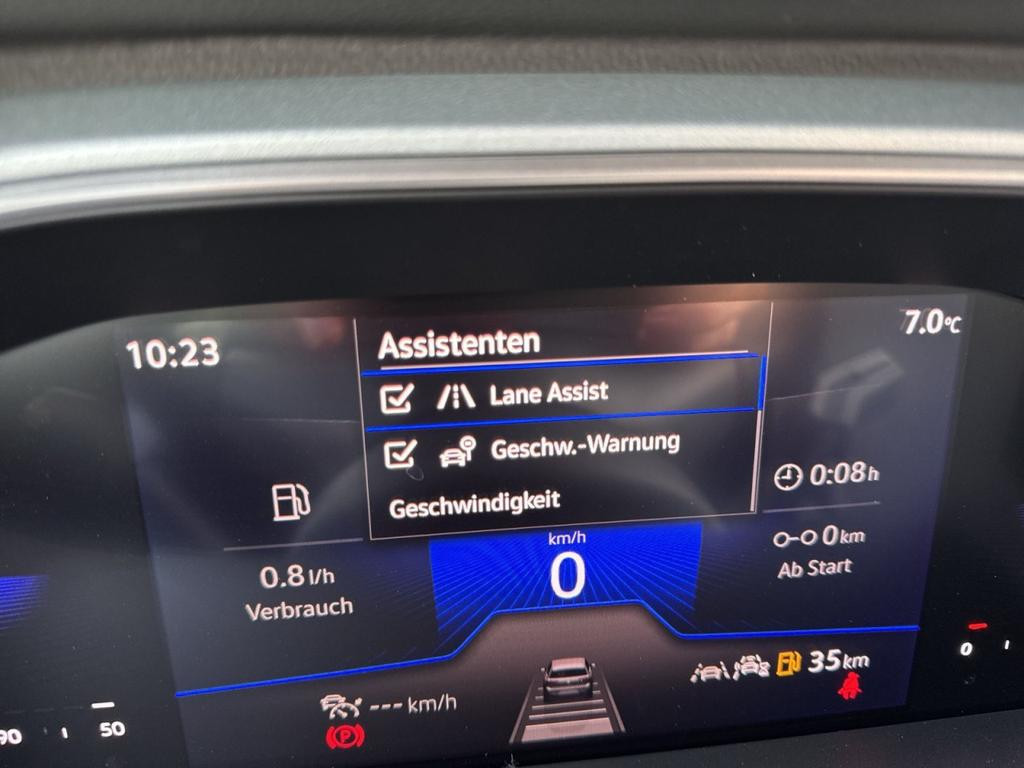 10:23
Assistenten
7.0°C
Lane Assist
Geschw.-Warnung
Geschwindigkeit
0:08h
km/h
0
0.8 l/h
Verbrauch
0km
Ab Start
35km
--- km/h
(P)
90
50
0
1